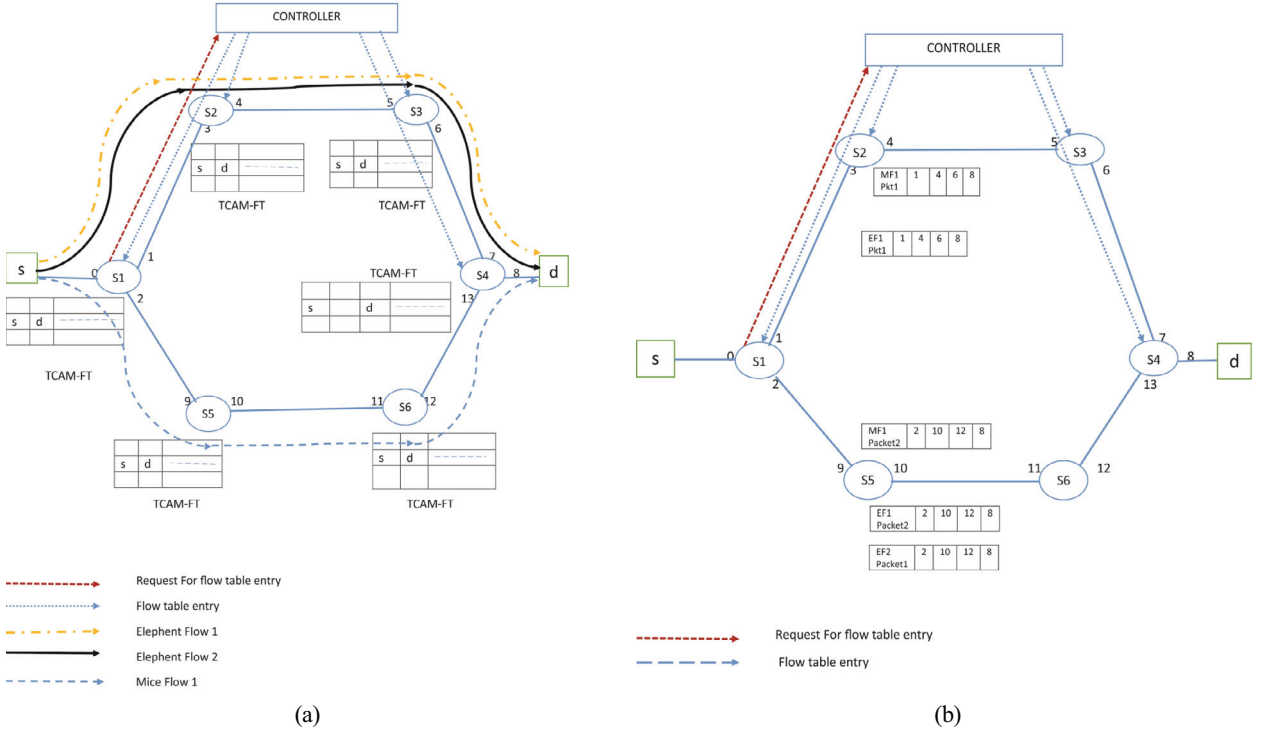 CONTROLLER
S2
4
3
5
S3
6
s d
TCAM-FT
s d
TCAM-FT
s
0
S1
1
2
TCAM-FT
7
S4
8
13
d
s d
s d
TCAM-FT
9
S5
10
11
S6
12
s d
TCAM-FT
s d
TCAM-FT
Request For flow table entry
Flow table entry
Elephent Flow 1
Elephent Flow 2
Mice Flow 1
(a)
CONTROLLER
S2
4
3
5
S3
6
MF1 1 4 6 8
Pkt1
EF1 1 4 6 8
Pkt1
s
0
S1
1
2
7
S4
8
13
d
MF1 2 10 12 8
Packet2
9
S5
10
11
S6
12
EF1 2 10 12 8
Packet2
EF2 2 10 12 8
Packet1
Request For flow table entry
Flow table entry
(b)